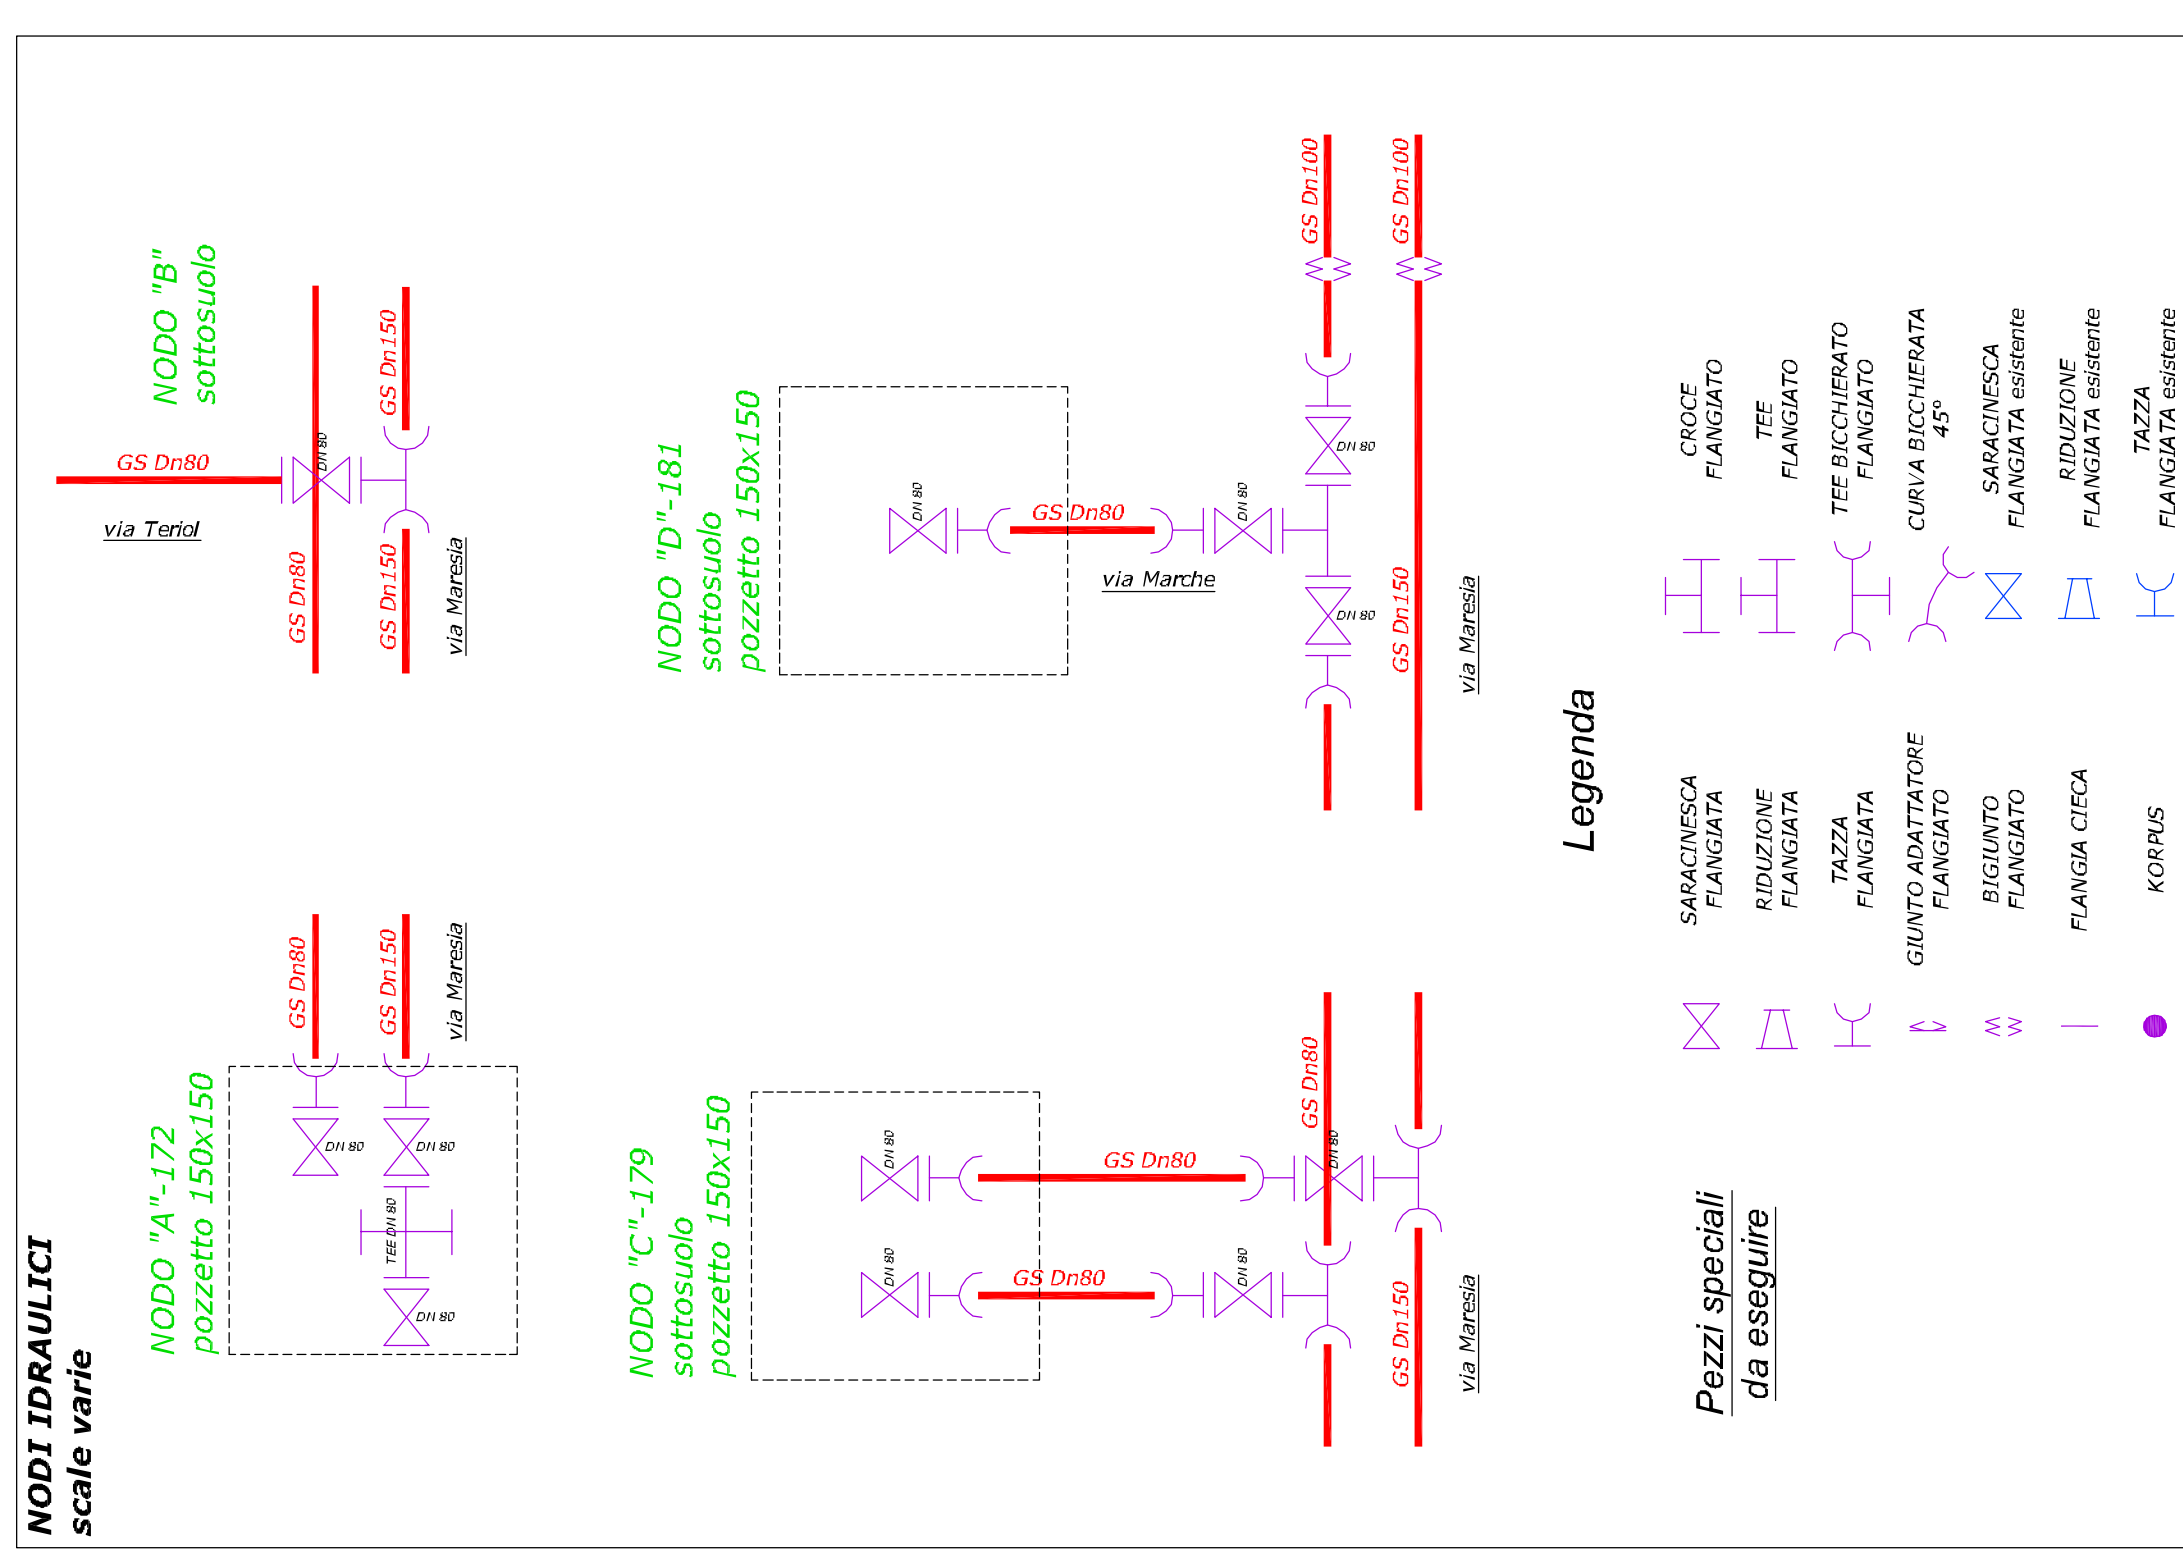 NODI IDRAULICI
scale varie
NODO "A"-172
pozzetto 150x150
GS Dn80
GS Dn150
DN 80
DN 80
TEE DN 80
DN 80
via Maresia
NODO "B"
sottosuolo
GS Dn80
via Teriol
DN 80
GS Dn80
GS Dn150
GS Dn150
via Maresia
NODO "C"-179
sottosuolo
pozzetto 150x150
DN 80
DN 80
GS Dn80
GS Dn80
DN 80
DN 80
GS Dn80
GS Dn150
via Maresia
NODO "D"-181
sottosuolo
pozzetto 150x150
DN 80
GS Dn80
via Marche
DN 80
DN 80
DN 80
GS Dn100
GS Dn100
GS Dn150
via Maresia
Legenda
Pezzi speciali
da eseguire
SARACINESCA
FLANGIATA
RIDUZIONE
FLANGIATA
TAZZA
FLANGIATA
GIUNTO ADATTATORE
FLANGIATO
BIGIUNTO
FLANGIATO
FLANGIA CIECA
KORPUS
CROCE
FLANGIATO
TEE
FLANGIATO
TEE BICCHIERATO
FLANGIATO
CURVA BICCHIERATA
45°
SARACINESCA
FLANGIATA esistente
RIDUZIONE
FLANGIATA esistente
TAZZA
FLANGIATA esistente